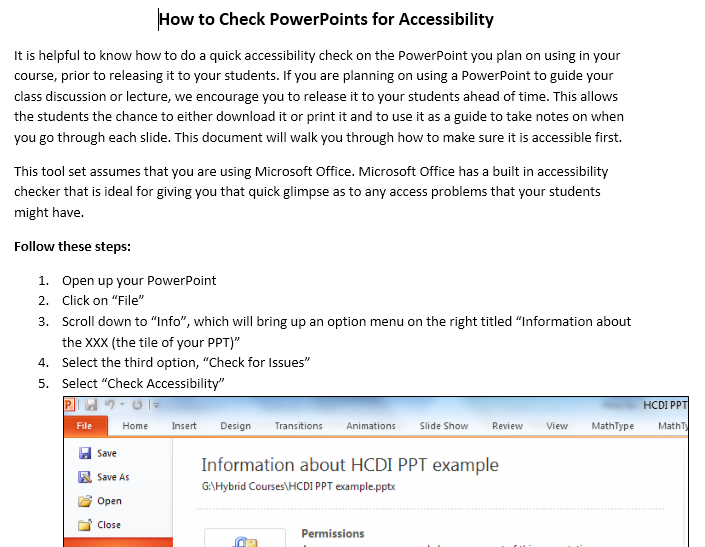 How to Check PowerPoints for Accessibility
It is helpful to know how to do a quick accessibility check on the PowerPoint you plan on using in your
course, prior to releasing it to your students. If you are planning on using a PowerPoint to guide your
class discussion or lecture, we encourage you to release it to your students ahead of time. This allows
the students the chance to either download it or print it and to use it as a guide to take notes on when
you go through each slide. This document will walk you through how to make sure it is accessible first.
This tool set assumes that you are using Microsoft Office. Microsoft Office has a built in accessibility
checker that is ideal for giving you that quick glimpse as to any access problems that your students
might have.
Follow these steps:
1. Open up your PowerPoint
2. Click on “File”
3. Scroll down to “Info”, which will bring up an option menu on the right titled “Information about
the XXX (the tile of your PPT)”
4. Select the third option, “Check for Issues”
5. Select “Check Accessibility”
HCDI PPT
File Home Insert Design Transitions Animations Slide Show Review View MathType MathTy
Save
Save As
Open
Close
Information about HCDI PPT example
G:\Hybrid Courses\HCDI PPT example.pptx
Permissions